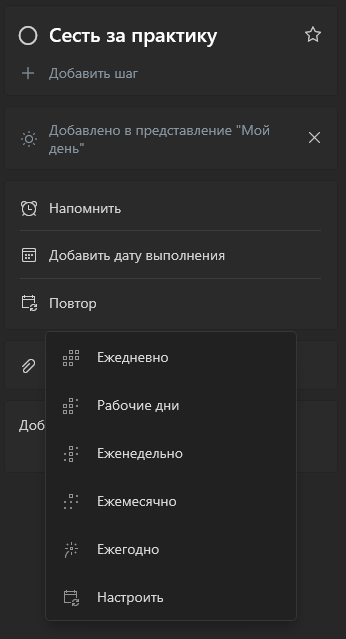 Сесть за практику
Добавить шаг
Добавлено в представление "Мой
день"
Напомнить
Добавить дату выполнения
Повтор
Ежедневно
Рабочие дни
Еженедельно
Ежемесячно
Ежегодно
Настроить
Доб